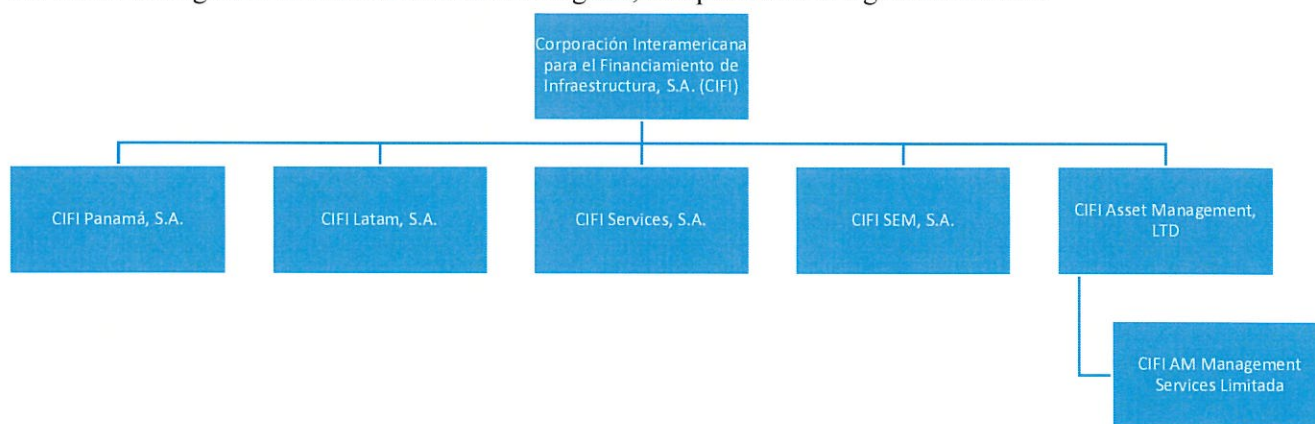 Corporación Interamericana
para el Financiamiento de
Infraestructura, S.A. (CIFI)
CIFI Panamá, S.A.
CIFI Latam, S.A.
CIFI Services, S.A.
CIFI SEM, S.A.
CIFI Asset Management,
LTD
CIFI AM Management
Services Limitada